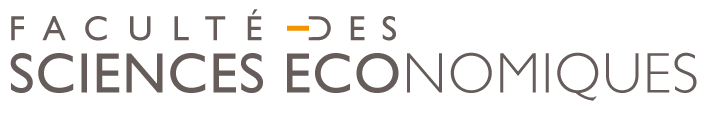 FACULTÉ DES
SCIENCES ECONOMIQUES